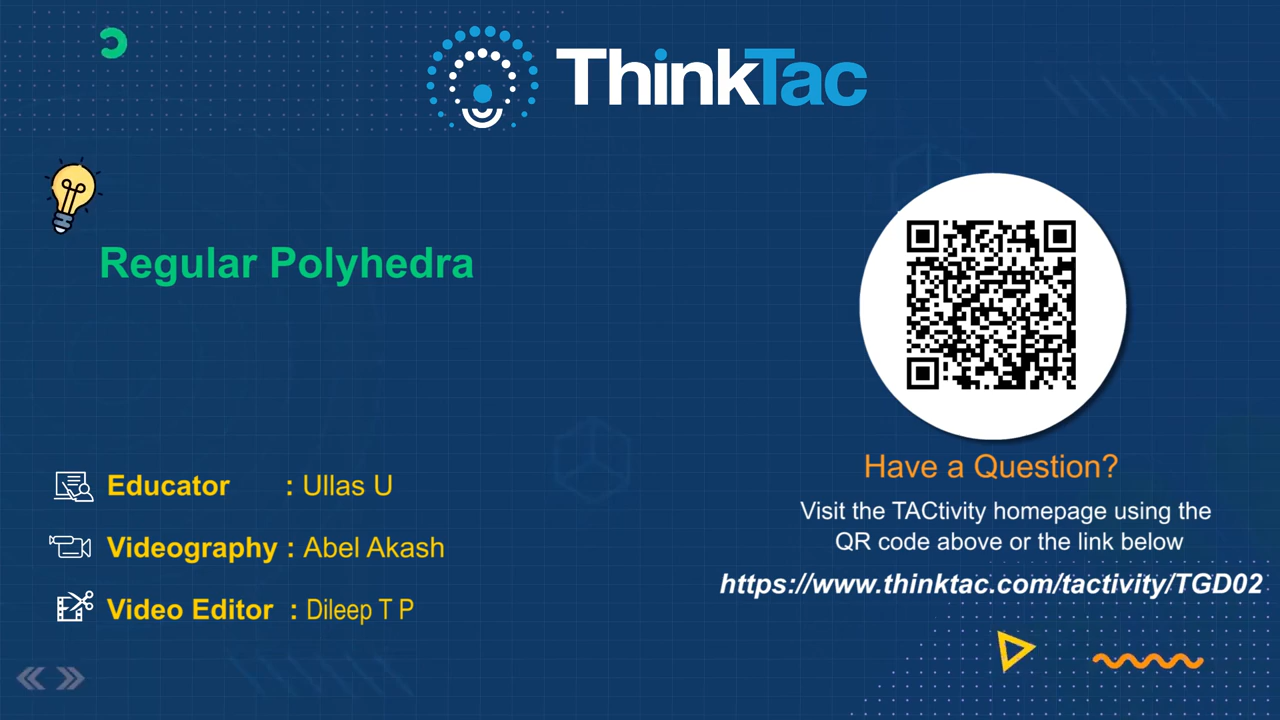 ThinkTac
Regular Polyhedra
Educator : Ullas U
Videography : Abel Akash
Video Editor : Dileep T P
Have a Question?
Visit the TACtivity homepage using the
QR code above or the link below
https://www.thinktac.com/tactivity/TGD02